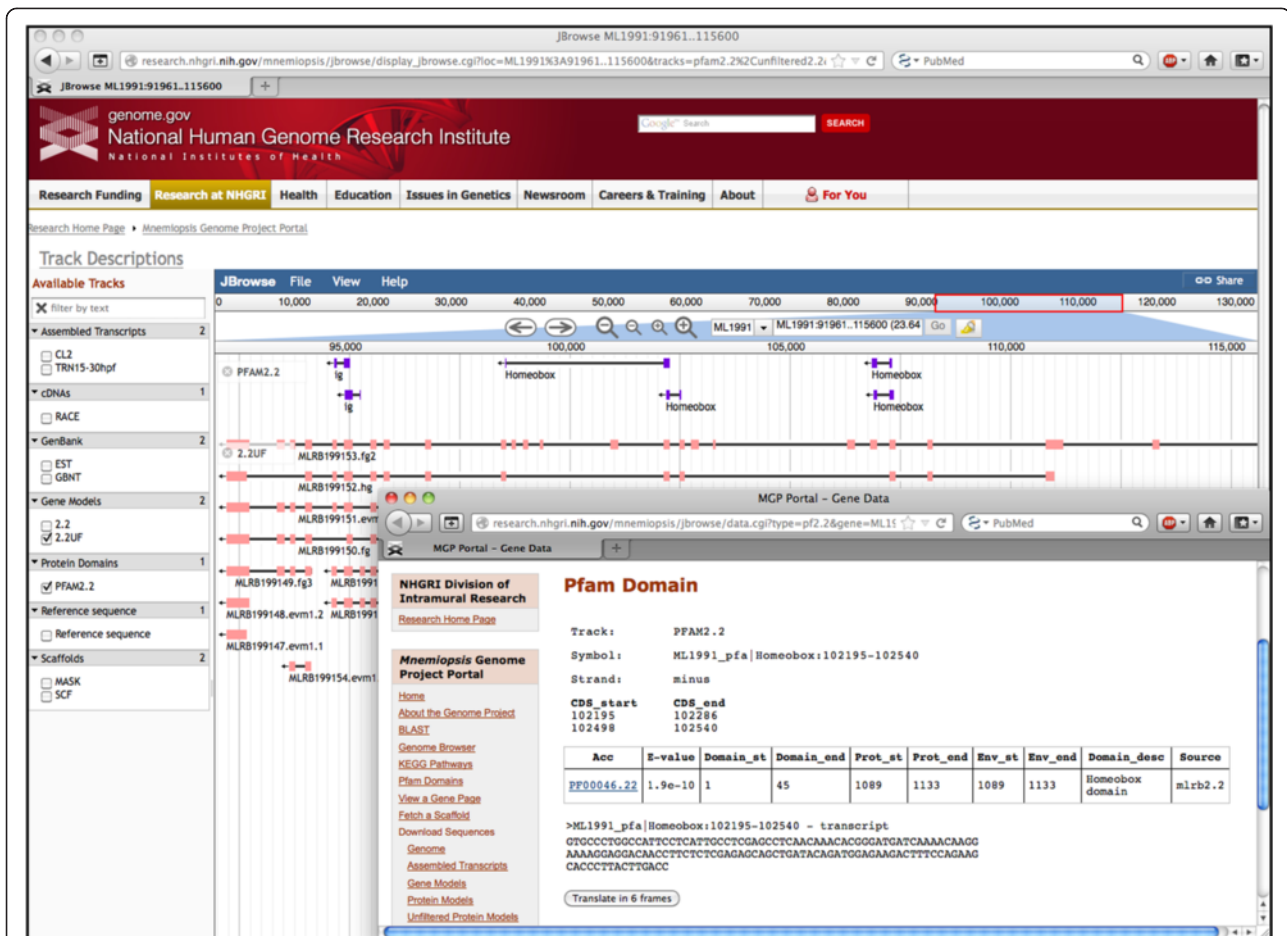 JBrowse ML1991:91961..115600
research.nhgri.nih.gov/mnemiopsis/jbrowse/display_jbrowse.cgi?loc=ML1991%3A91961..115600&tracks=pfam2.2%2Cunfiltered2.2
PubMed
JBrowse ML1991:91961..115600
genome.gov
National Human Genome Research Institute
National Institutes of Health
Google™ Search
SEARCH
Research Funding Research at NHGRI Health Education Issues in Genetics Newsroom Careers & Training About For You
Research Home Page Mnemiopsis Genome Project Portal
Track Descriptions
Available Tracks
filter by text
Assembled Transcripts 2
CL2
TRN15-30hpf
cDNAs 1
RACE
GenBank 2
EST
GBNT
Gene Models 2
2.2
2.2UF
Protein Domains 1
PFAM2.2
Reference sequence 1
Reference sequence
Scaffolds 2
MASK
SCF
JBrowse File View Help Share
0 10,000 20,000 30,000 40,000 50,000 60,000 70,000 80,000 90,000 100,000 110,000 120,000 130,000
ML1991 ML1991:91961..115600 (23.64 Go
95,000 100,000 105,000 110,000 115,000
PFAM2.2
ig Homeobox Homeobox
ig Homeobox Homeobox
2.2UF
MLRB199153.fg2
MLRB199152.hg
MLRB199151.evm
MLRB199150.fg
MLRB199149.fg3 MLRB1991
MLRB199148.evm1.2 MLRB1991
MLRB199147.evm1.1
MLRB199154.evm1
MGP Portal – Gene Data
research.nhgri.nih.gov/mnemiopsis/jbrowse/data.cgi?type=pf2.2&gene=ML19
PubMed
MGP Portal – Gene Data
NHGRI Division of
Intramural Research
Research Home Page
Mnemiopsis Genome
Project Portal
Home
About the Genome Project
BLAST
Genome Browser
KEGG Pathways
Pfam Domains
View a Gene Page
Fetch a Scaffold
Download Sequences
Genome
Assembled Transcripts
Gene Models
Protein Models
Unfiltered Protein Models
Pfam Domain
Track: PFAM2.2
Symbol: ML1991_pfa|Homeobox:102195-102540
Strand: minus
CDS_start CDS_end
102195 102286
102498 102540
Acc E-value Domain_st Domain_end Prot_st Prot_end Env_st Env_end Domain_desc Source
PF00046.22 1.9e-10 1 45 1089 1133 1089 1133 Homeobox domain mlrb2.2
>ML1991_pfa|Homeobox:102195-102540 - transcript
GTGCCCTGGCCATTCCTCATTGCCTCGAGCCTCAACAAACACGGGATGATCAAAACAAGG
AAAAGGAGGACAACCTTCTCTCGAGAGCAGCTGATACAGATGGAGAAGACTTTCCAGAAG
CACCCTTACTTGACC
Translate in 6 frames